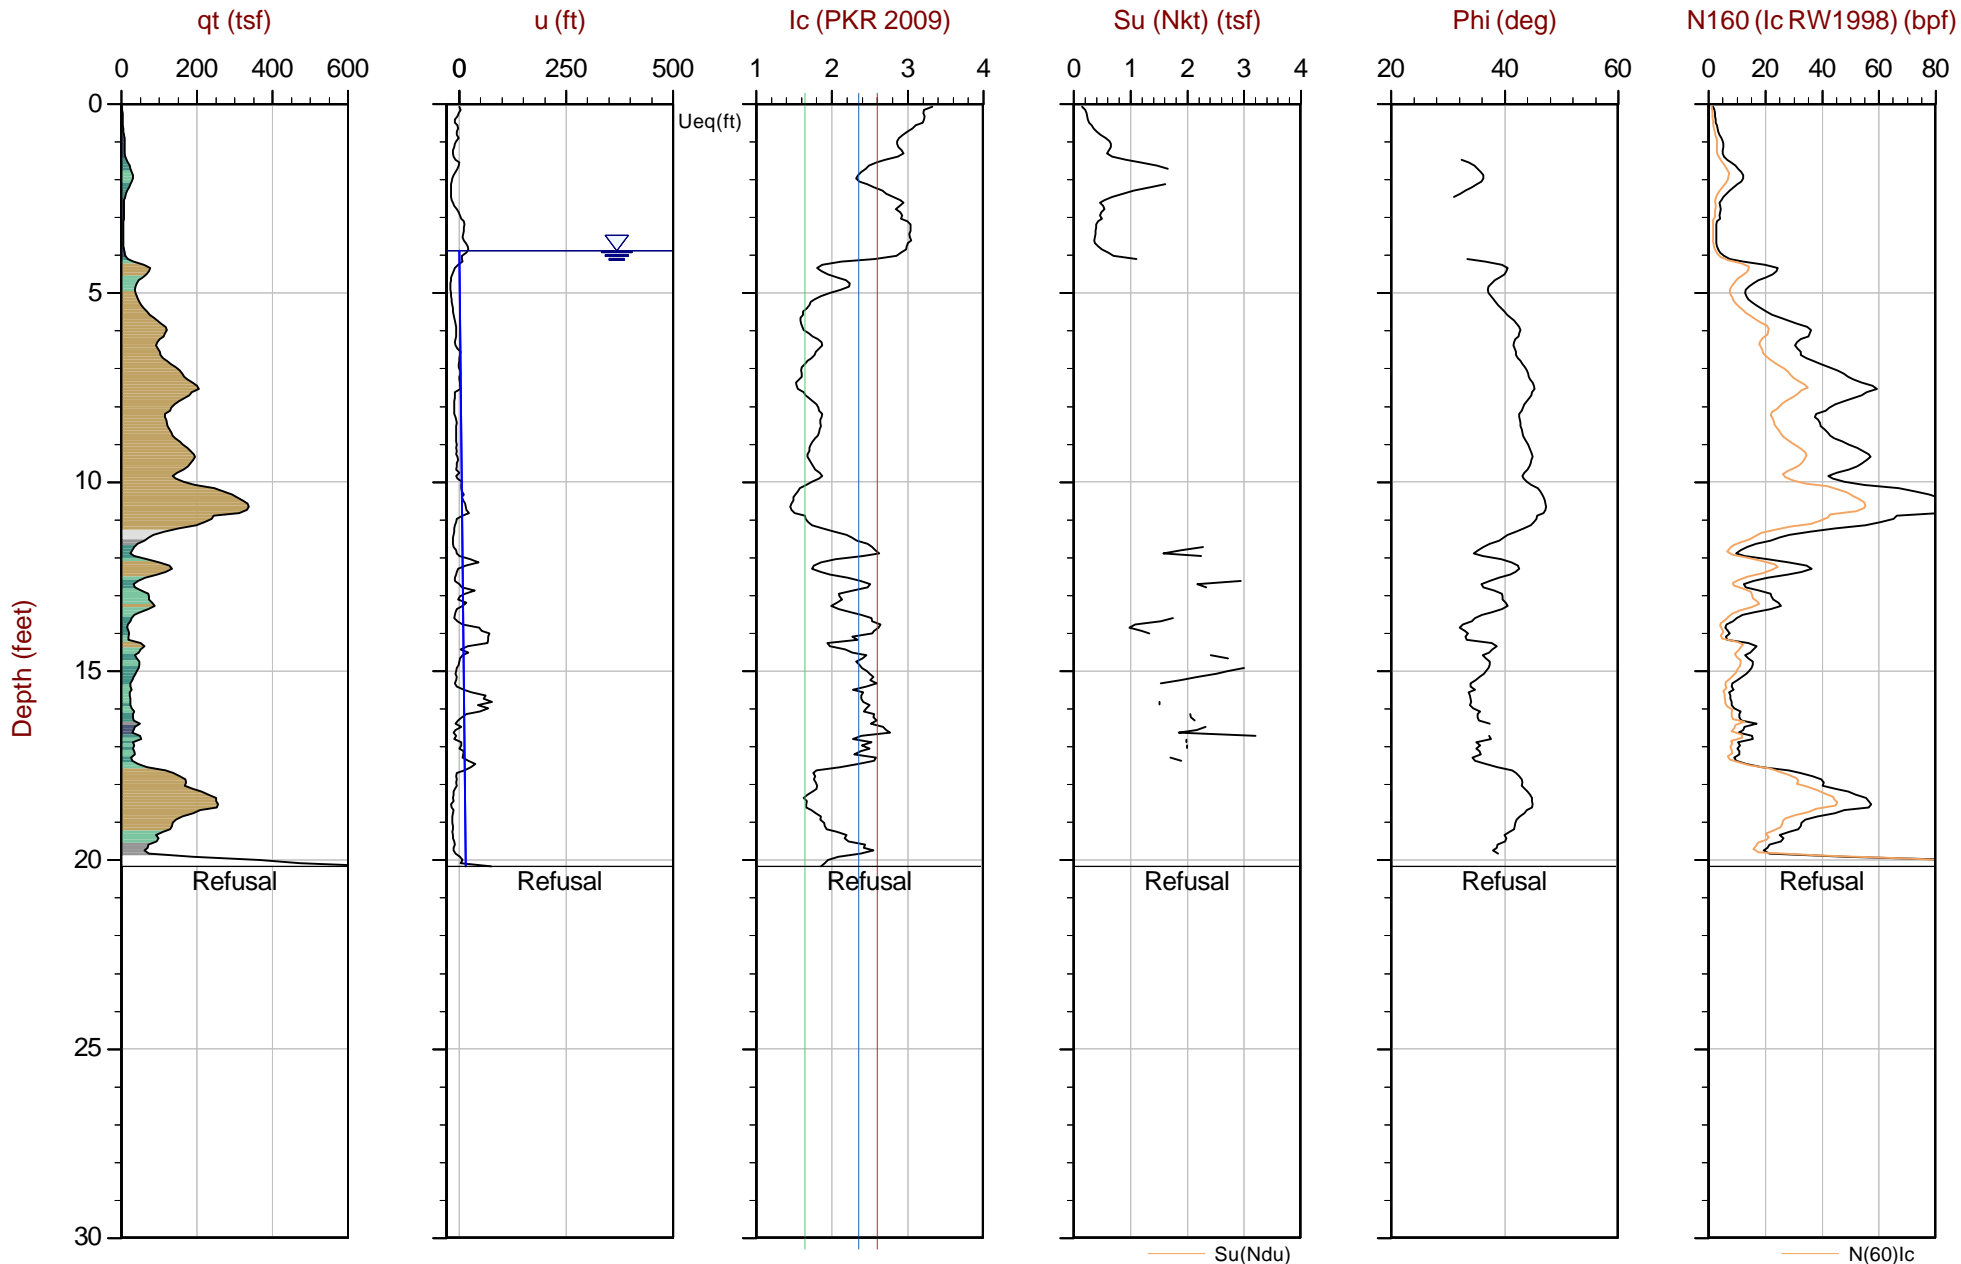 qt (tsf) u (ft) Ic (PKR 2009) Su (Nkt) (tsf) Phi (deg) N160 (Ic RW1998) (bpf)
0 200 400 600 0 0 250 500 1 2 3 4 0 1 2 3 4 20 40 60 0 20 40 60 80
0
Ueq(ft)
5
10
Depth (feet)
15
20
Refusal Refusal Refusal Refusal Refusal Refusal
25
30
Su(Ndu) N(60)Ic